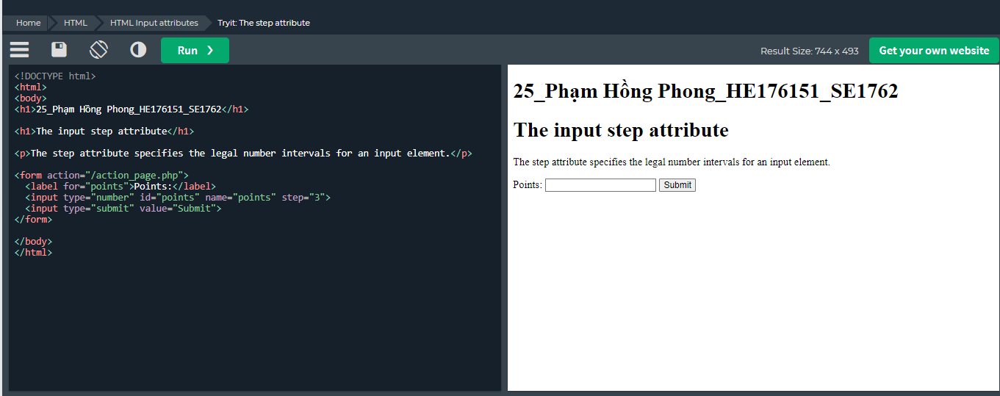 Home HTML HTML Input attributes Tryit: The step attribute
Run ❯ Result Size: 744 x 493 Get your own website
<!DOCTYPE html>
<html>
<body>
<h1>25_Phạm Hồng Phong_HE176151_SE1762</h1>
<h1>The input step attribute</h1>
<p>The step attribute specifies the legal number intervals for an input element.</p>
<form action="/action_page.php">
  <label for="points">Points:</label>
  <input type="number" id="points" name="points" step="3">
  <input type="submit" value="Submit">
</form>
</body>
</html>
25_Phạm Hồng Phong_HE176151_SE1762
The input step attribute
The step attribute specifies the legal number intervals for an input element.
Points: Submit